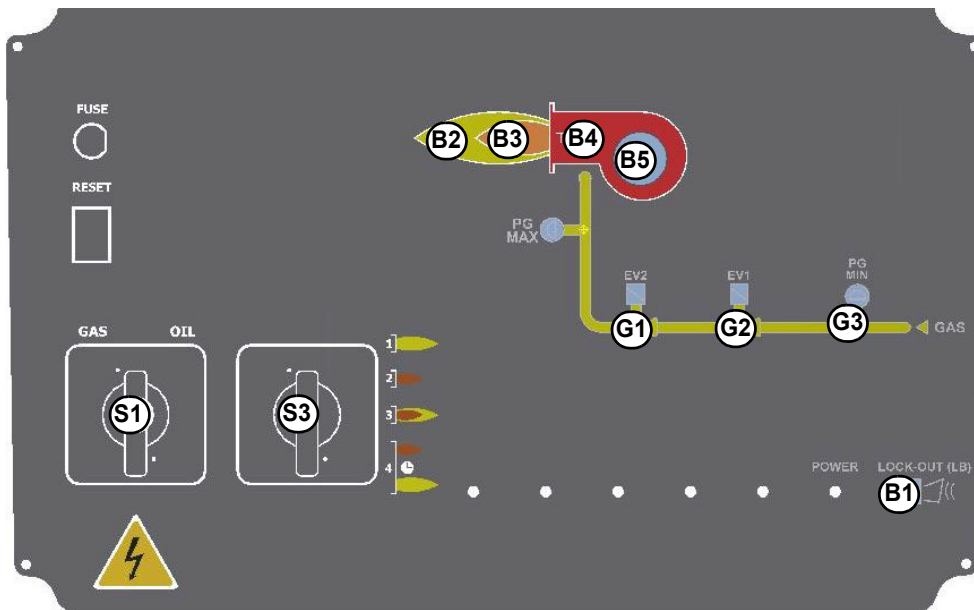 FUSE
B2
B3
B4
B5
RESET
PG
MAX
EV2
EV1
PG
MIN
G1
G2
G3
GAS
GAS
OIL
S1
S3
1
2
3
4
POWER
LOCK-OUT (LB)
B1